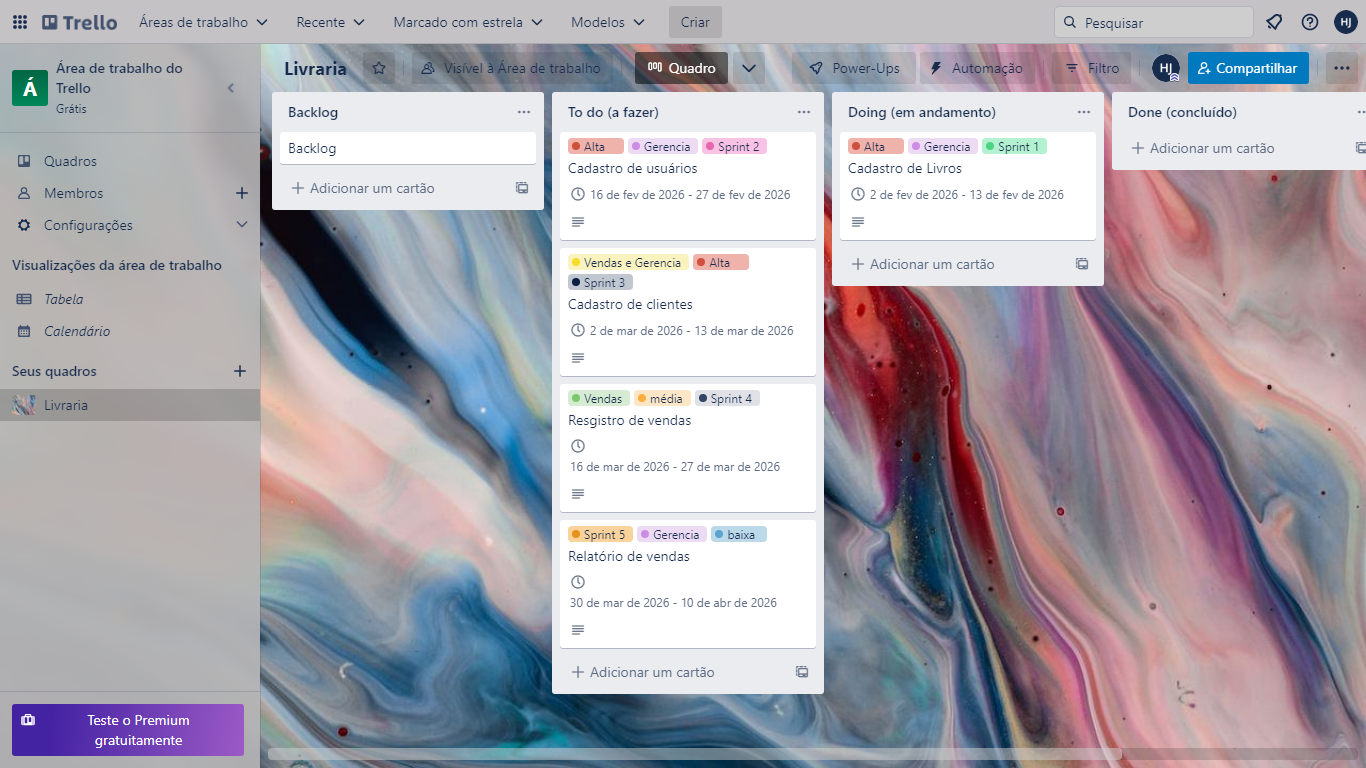 Trello
Áreas de trabalho
Recente
Marcado com estrela
Modelos
Criar
Pesquisar
HJ
Á
Área de trabalho do
Trello
Grátis
Quadros
Membros
Configurações
Visualizações da área de trabalho
Tabela
Calendário
Seus quadros
Livraria
Teste o Premium
gratuitamente
Livraria
Visível à Área de trabalho
Quadro
Power-Ups
Automação
Filtro
HJ
Compartilhar
Backlog
Backlog
Adicionar um cartão
To do (a fazer)
Alta Gerencia Sprint 2
Cadastro de usuários
16 de fev de 2026 - 27 de fev de 2026
Vendas e Gerencia Alta
Sprint 3
Cadastro de clientes
2 de mar de 2026 - 13 de mar de 2026
Vendas média Sprint 4
Resgistro de vendas
16 de mar de 2026 - 27 de mar de 2026
Sprint 5 Gerencia baixa
Relatório de vendas
30 de mar de 2026 - 10 de abr de 2026
Adicionar um cartão
Doing (em andamento)
Alta Gerencia Sprint 1
Cadastro de Livros
2 de fev de 2026 - 13 de fev de 2026
Adicionar um cartão
Done (concluído)
Adicionar um cartão